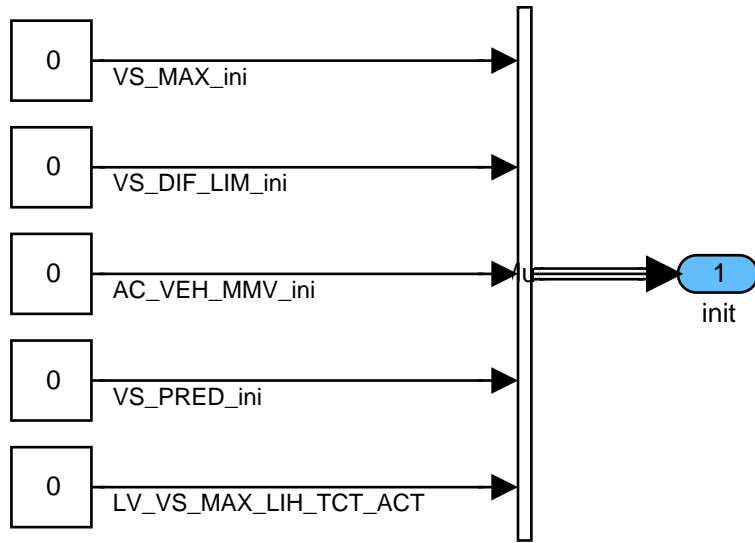 0
VS_MAX_ini
0
VS_DIF_LIM_ini
0
AC_VEH_MMV_ini
1
init
0
VS_PRED_ini
0
LV_VS_MAX_LIH_TCT_ACT